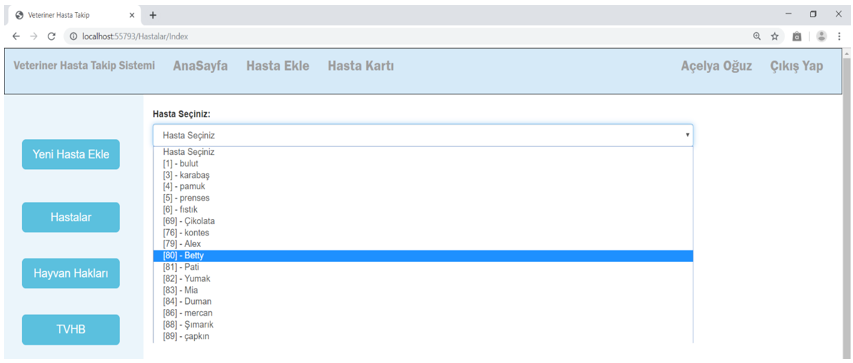 Veteriner Hasta Takip
localhost:55793/Hastalar/Index
Veteriner Hasta Takip Sistemi AnaSayfa Hasta Ekle Hasta Kartı Açelya Oğuz Çıkış Yap
Hasta Seçiniz:
Hasta Seçiniz
Hasta Seçiniz
[1] - bulut
[3] - karabaş
[4] - pamuk
[5] - prenses
[6] - fıstık
[69] - Çikolata
[76] - kontes
[79] - Alex
[80] - Betty
[81] - Pati
[82] - Yumak
[83] - Mia
[84] - Duman
[86] - mercan
[88] - Şımarık
[89] - çapkın
Yeni Hasta Ekle
Hastalar
Hayvan Hakları
TVHB